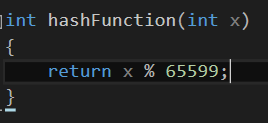 int hashFunction(int x)
{
    return x % 65599;
}